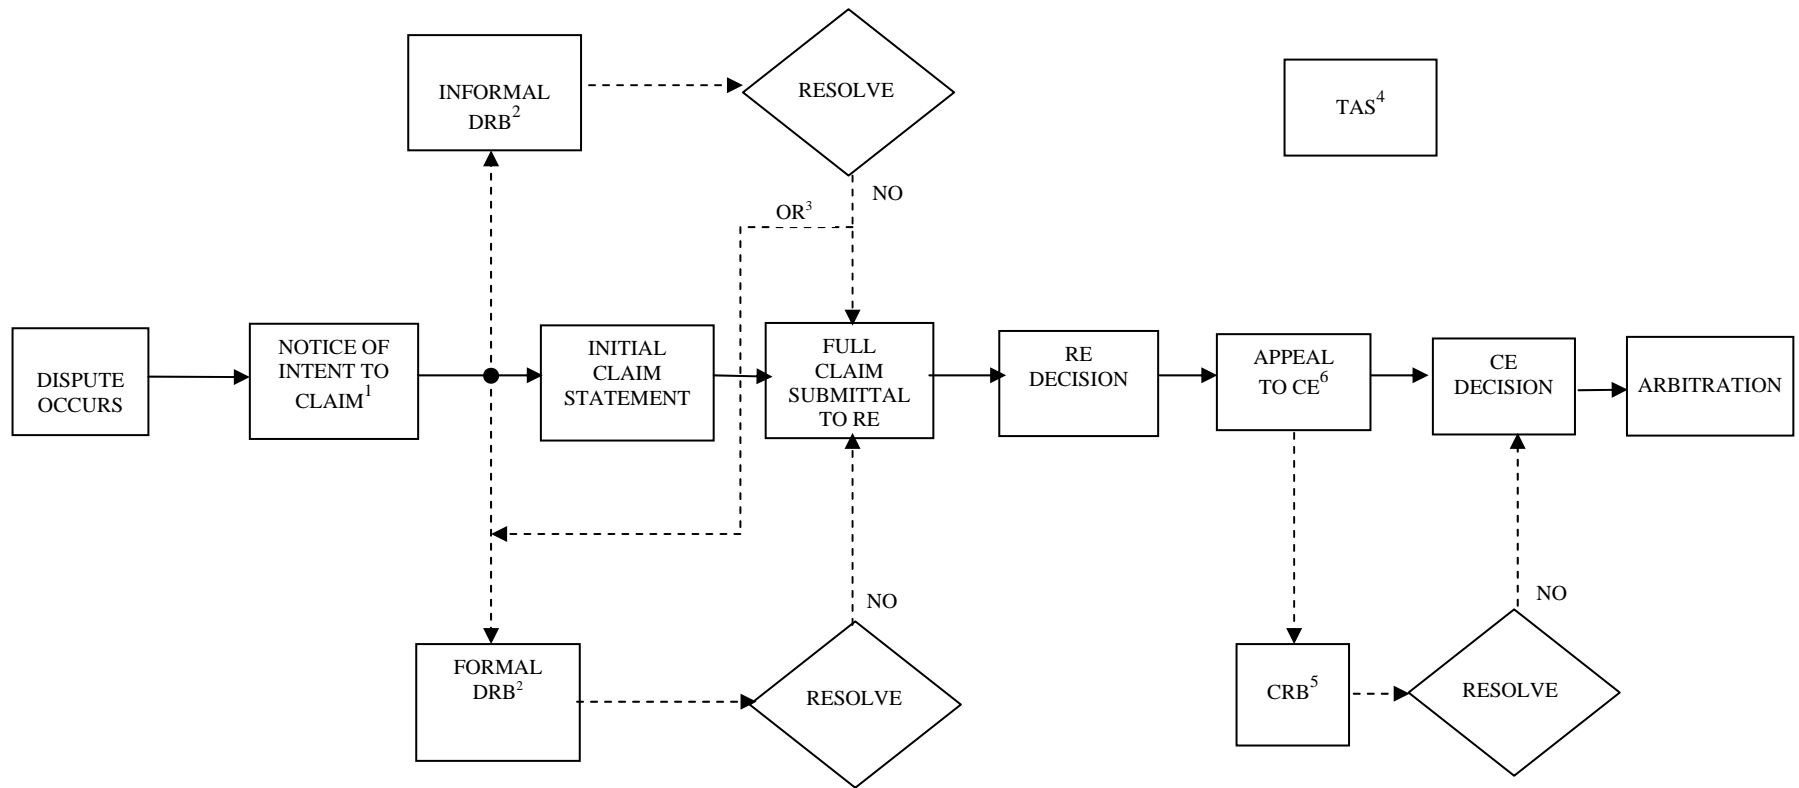 INFORMAL
DRB2
RESOLVE
TAS4
NO
OR3
DISPUTE
OCCURS
NOTICE OF
INTENT TO
CLAIM1
INITIAL
CLAIM
STATEMENT
FULL
CLAIM
SUBMITTAL
TO RE
RE
DECISION
APPEAL
TO CE6
CE
DECISION
ARBITRATION
NO
NO
FORMAL
DRB2
RESOLVE
CRB5
RESOLVE